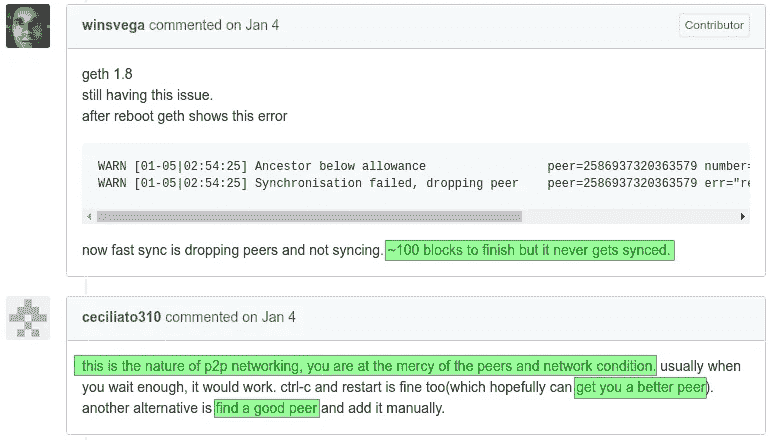 winsvega commented on Jan 4
Contributor
geth 1.8
still having this issue.
after reboot geth shows this error
WARN [01-05|02:54:25] Ancestor below allowance peer=2586937320363579 number=
WARN [01-05|02:54:25] Synchronisation failed, dropping peer peer=2586937320363579 err="re
now fast sync is dropping peers and not syncing. ~100 blocks to finish but it never gets synced.
ceciliato310 commented on Jan 4
this is the nature of p2p networking, you are at the mercy of the peers and network condition. usually when
you wait enough, it would work. ctrl-c and restart is fine too(which hopefully can get you a better peer).
another alternative is find a good peer and add it manually.